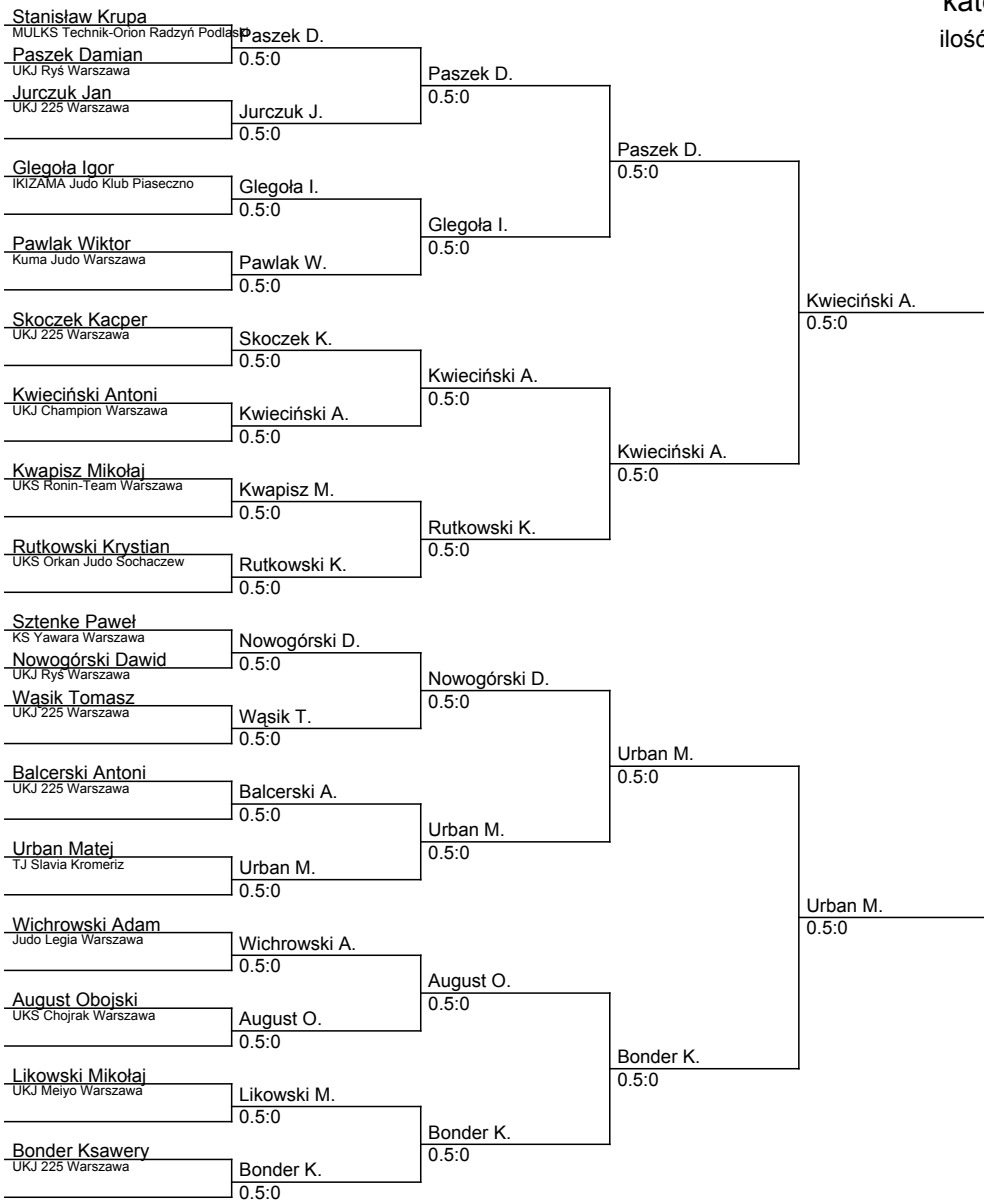 Stanisław Krupa
MULKS Technik-Orion Radzyń Podlaski
Paszek Damian
UKJ Ryś Warszawa
Jurczuk Jan
UKJ 225 Warszawa
Glegoła Igor
IKIZAMA Judo Klub Piaseczno
Pawlak Wiktor
Kuma Judo Warszawa
Skoczek Kacper
UKJ 225 Warszawa
Kwieciński Antoni
UKJ Champion Warszawa
Kwapisz Mikołaj
UKS Ronin-Team Warszawa
Rutkowski Krystian
UKS Orkan Judo Sochaczew
Sztenke Paweł
KS Yawara Warszawa
Nowogórski Dawid
UKJ Ryś Warszawa
Wąsik Tomasz
UKJ 225 Warszawa
Balcerski Antoni
UKJ 225 Warszawa
Urban Matej
TJ Slavia Kromeriz
Wichrowski Adam
Judo Legia Warszawa
August Obojski
UKS Chojrak Warszawa
Likowski Mikołaj
UKJ Meiyo Warszawa
Bonder Ksawery
UKJ 225 Warszawa
Paszek D.
0.5:0
Jurczuk J.
0.5:0
Glegoła I.
0.5:0
Pawlak W.
0.5:0
Skoczek K.
0.5:0
Kwieciński A.
0.5:0
Kwapisz M.
0.5:0
Rutkowski K.
0.5:0
Nowogórski D.
0.5:0
Wąsik T.
0.5:0
Balcerski A.
0.5:0
Urban M.
0.5:0
Wichrowski A.
0.5:0
August O.
0.5:0
Likowski M.
0.5:0
Bonder K.
0.5:0
Paszek D.
0.5:0
Glegoła I.
0.5:0
Kwieciński A.
0.5:0
Rutkowski K.
0.5:0
Nowogórski D.
0.5:0
Urban M.
0.5:0
August O.
0.5:0
Bonder K.
0.5:0
Paszek D.
0.5:0
Kwieciński A.
0.5:0
Urban M.
0.5:0
Bonder K.
0.5:0
Kwieciński A.
0.5:0
Urban M.
0.5:0